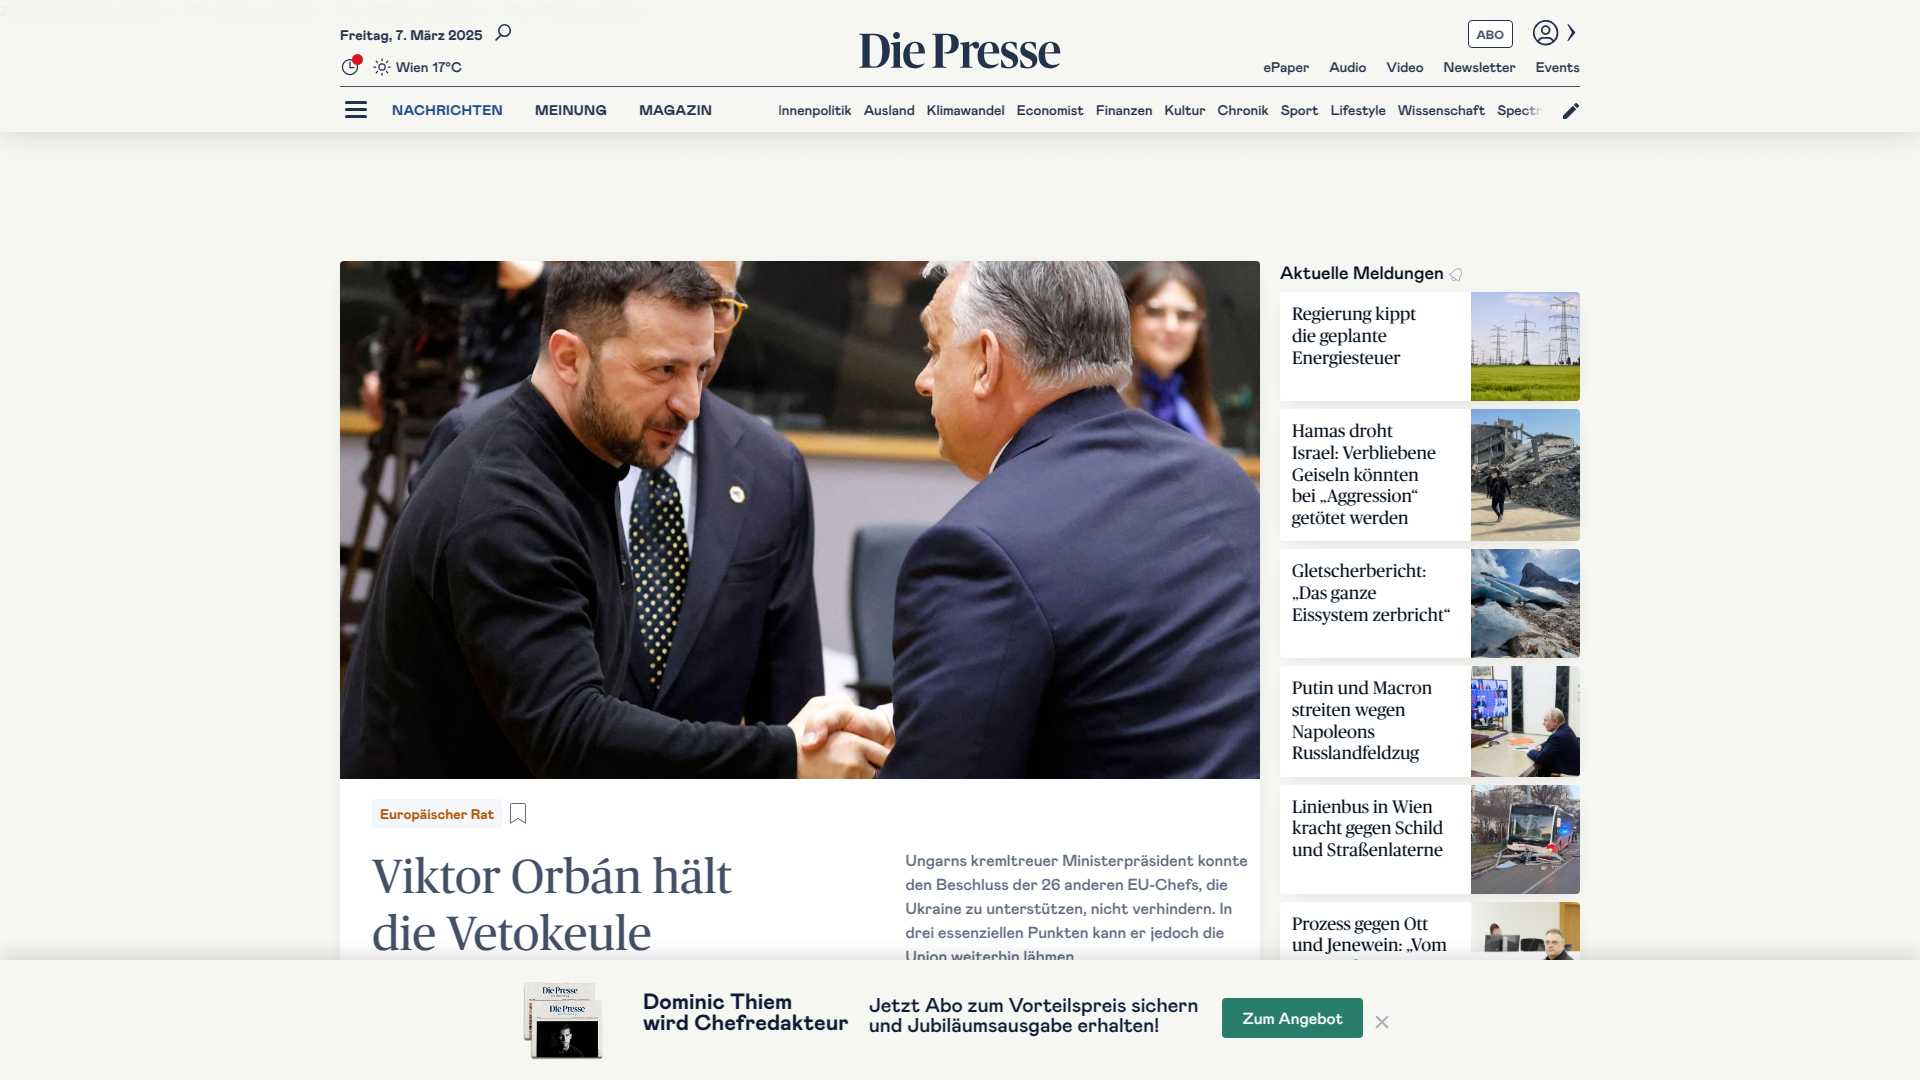 Freitag, 7. März 2025
Die Presse
ABO
Wien 17°C
ePaper Audio Video Newsletter Events
NACHRICHTEN MEINUNG MAGAZIN
Innenpolitik Ausland Klimawandel Economist Finanzen Kultur Chronik Sport Lifestyle Wissenschaft Spectr
Aktuelle Meldungen
Regierung kippt
die geplante
Energiesteuer
Hamas droht
Israel: Verbliebene
Geiseln könnten
bei „Aggression“
getötet werden
Gletscherbericht:
„Das ganze
Eissystem zerbricht“
Putin und Macron
streiten wegen
Napoleons
Russlandfeldzug
Linienbus in Wien
kracht gegen Schild
und Straßenlaterne
Prozess gegen Ott
und Jenewein: „Vom
Europäischer Rat
Viktor Orbán hält
die Vetokeule
Ungarns kremltreuer Ministerpräsident konnte
den Beschluss der 26 anderen EU-Chefs, die
Ukraine zu unterstützen, nicht verhindern. In
drei essenziellen Punkten kann er jedoch die
Union weiterhin lähmen.
Die Presse
Die Presse
Dominic Thiem
wird Chefredakteur
Jetzt Abo zum Vorteilspreis sichern
und Jubiläumsausgabe erhalten!
Zum Angebot